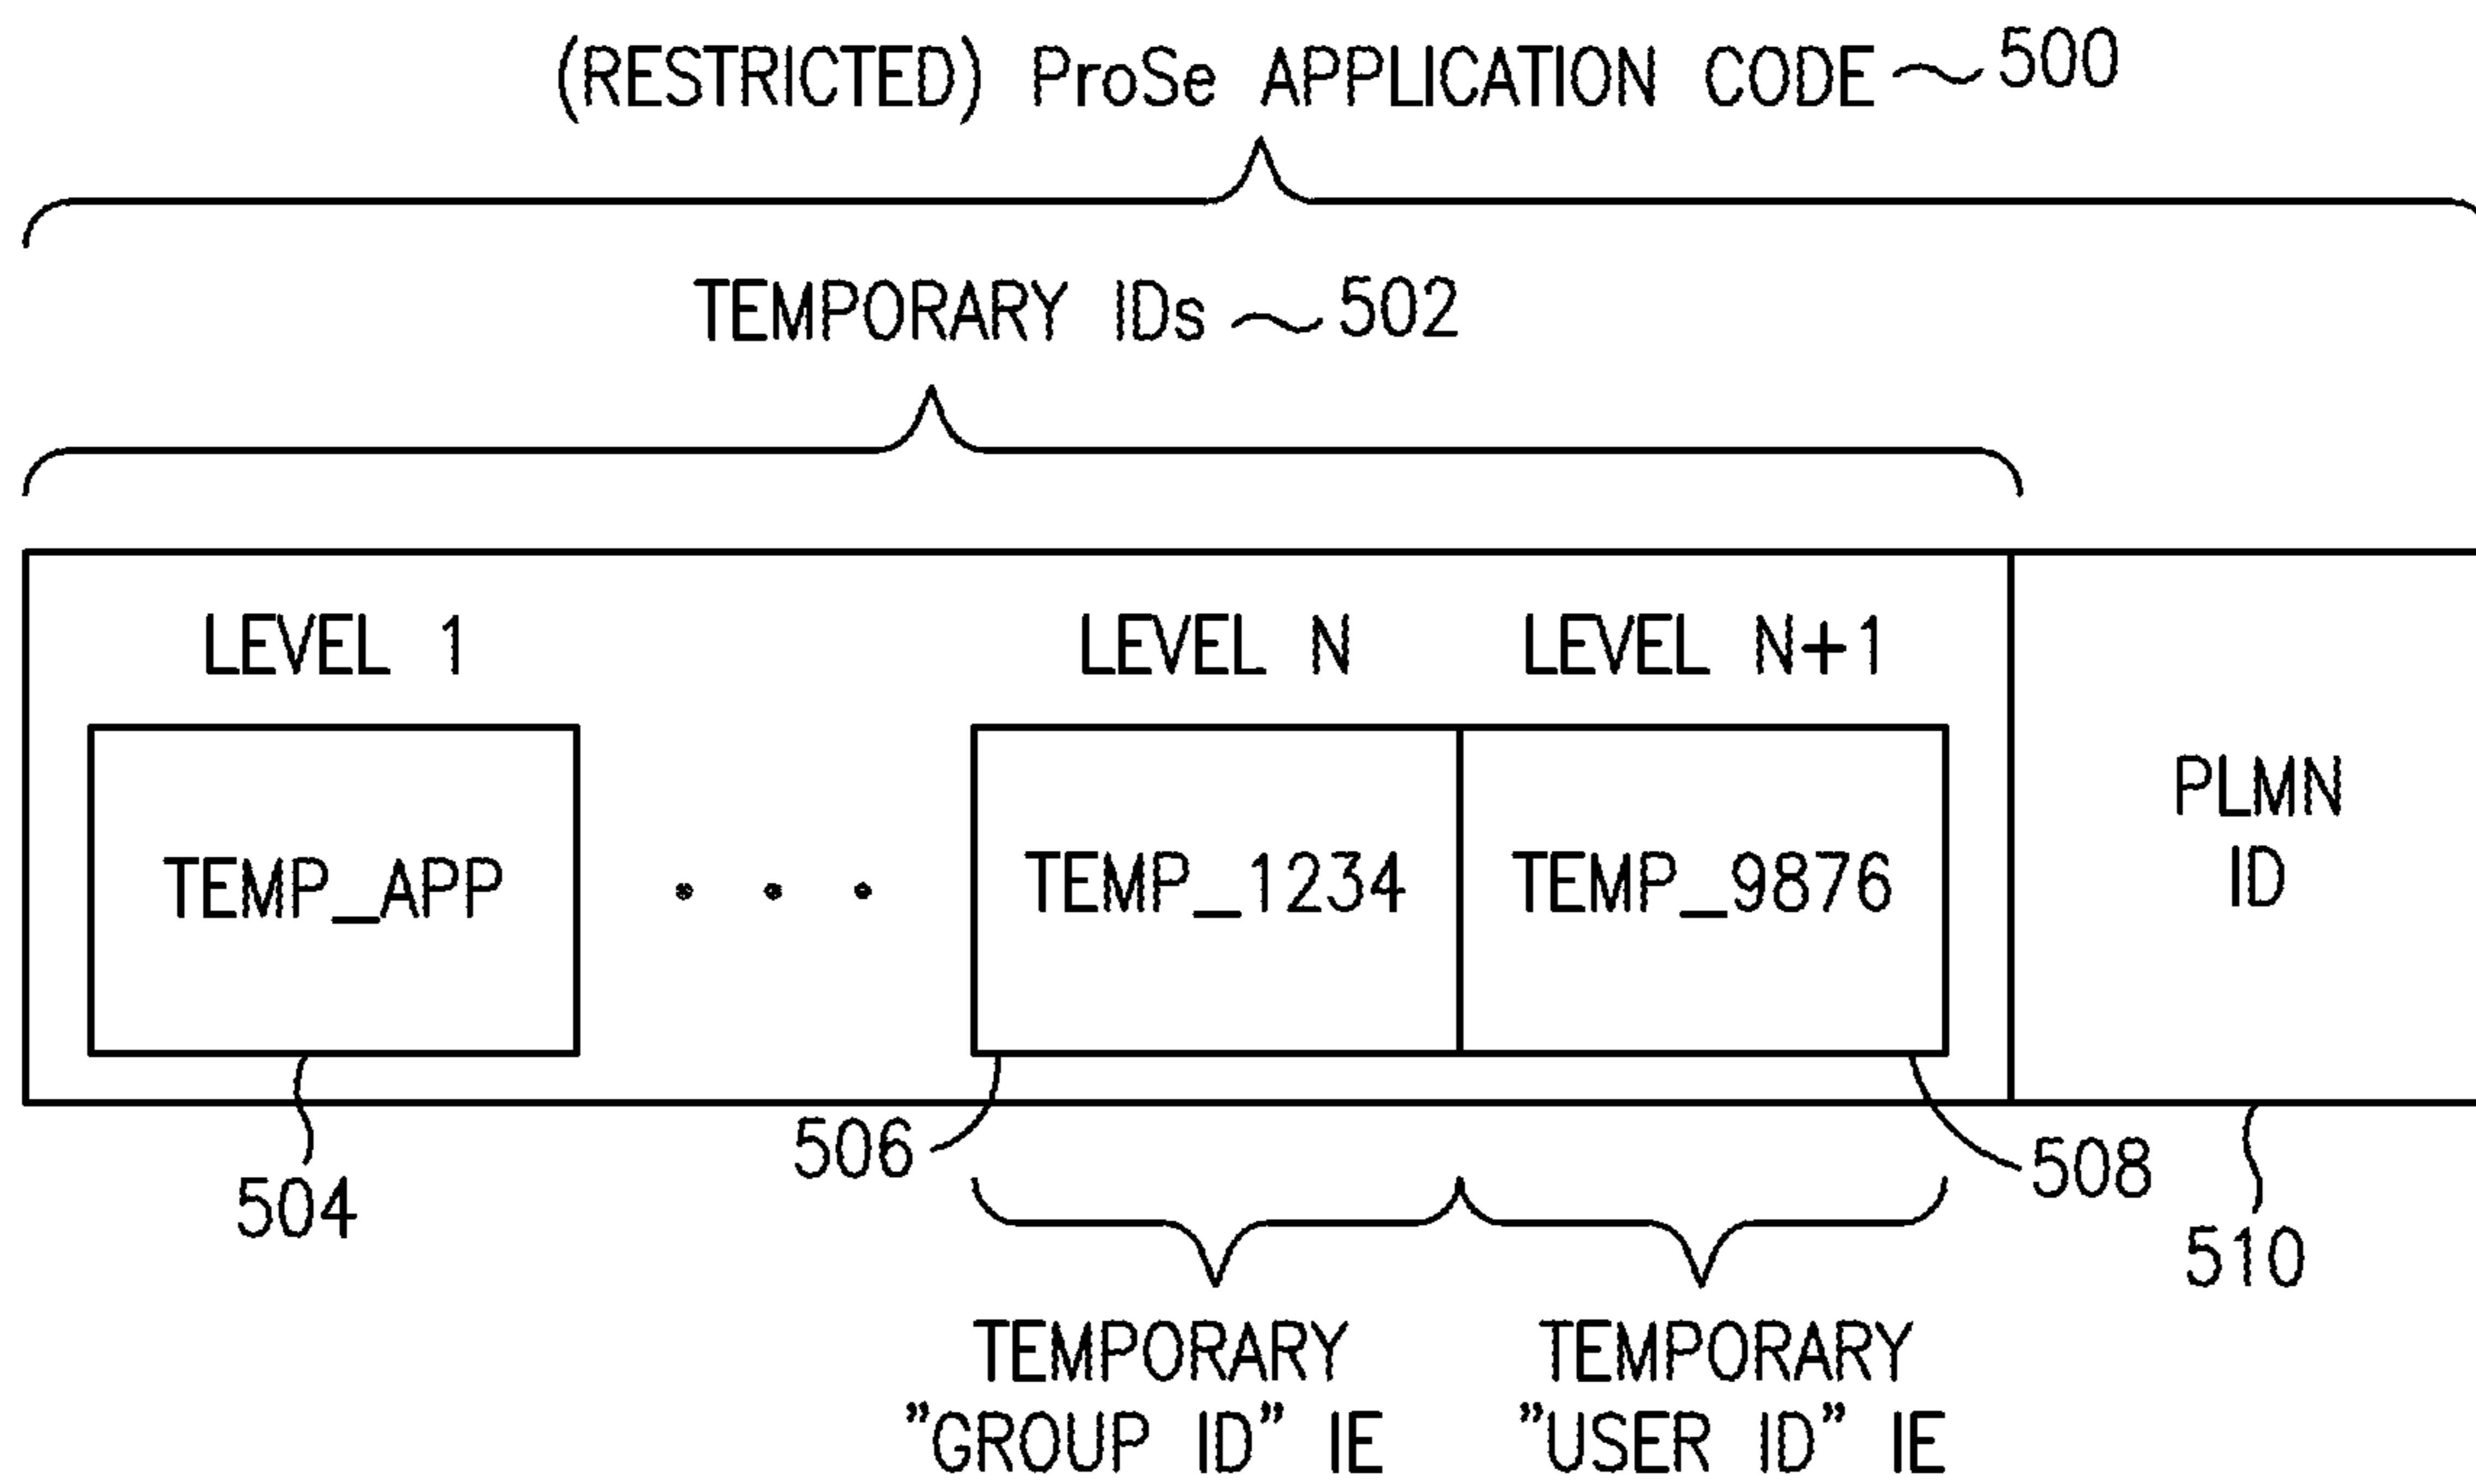 (RESTRICTED) ProSe APPLICATION CODE 500
TEMPORARY IDs 502
LEVEL 1
LEVEL N
LEVEL N+1
TEMP_APP
. . .
TEMP_1234
TEMP_9876
PLMN
ID
504
506
508
510
TEMPORARY
"GROUP ID" IE
TEMPORARY
"USER ID" IE